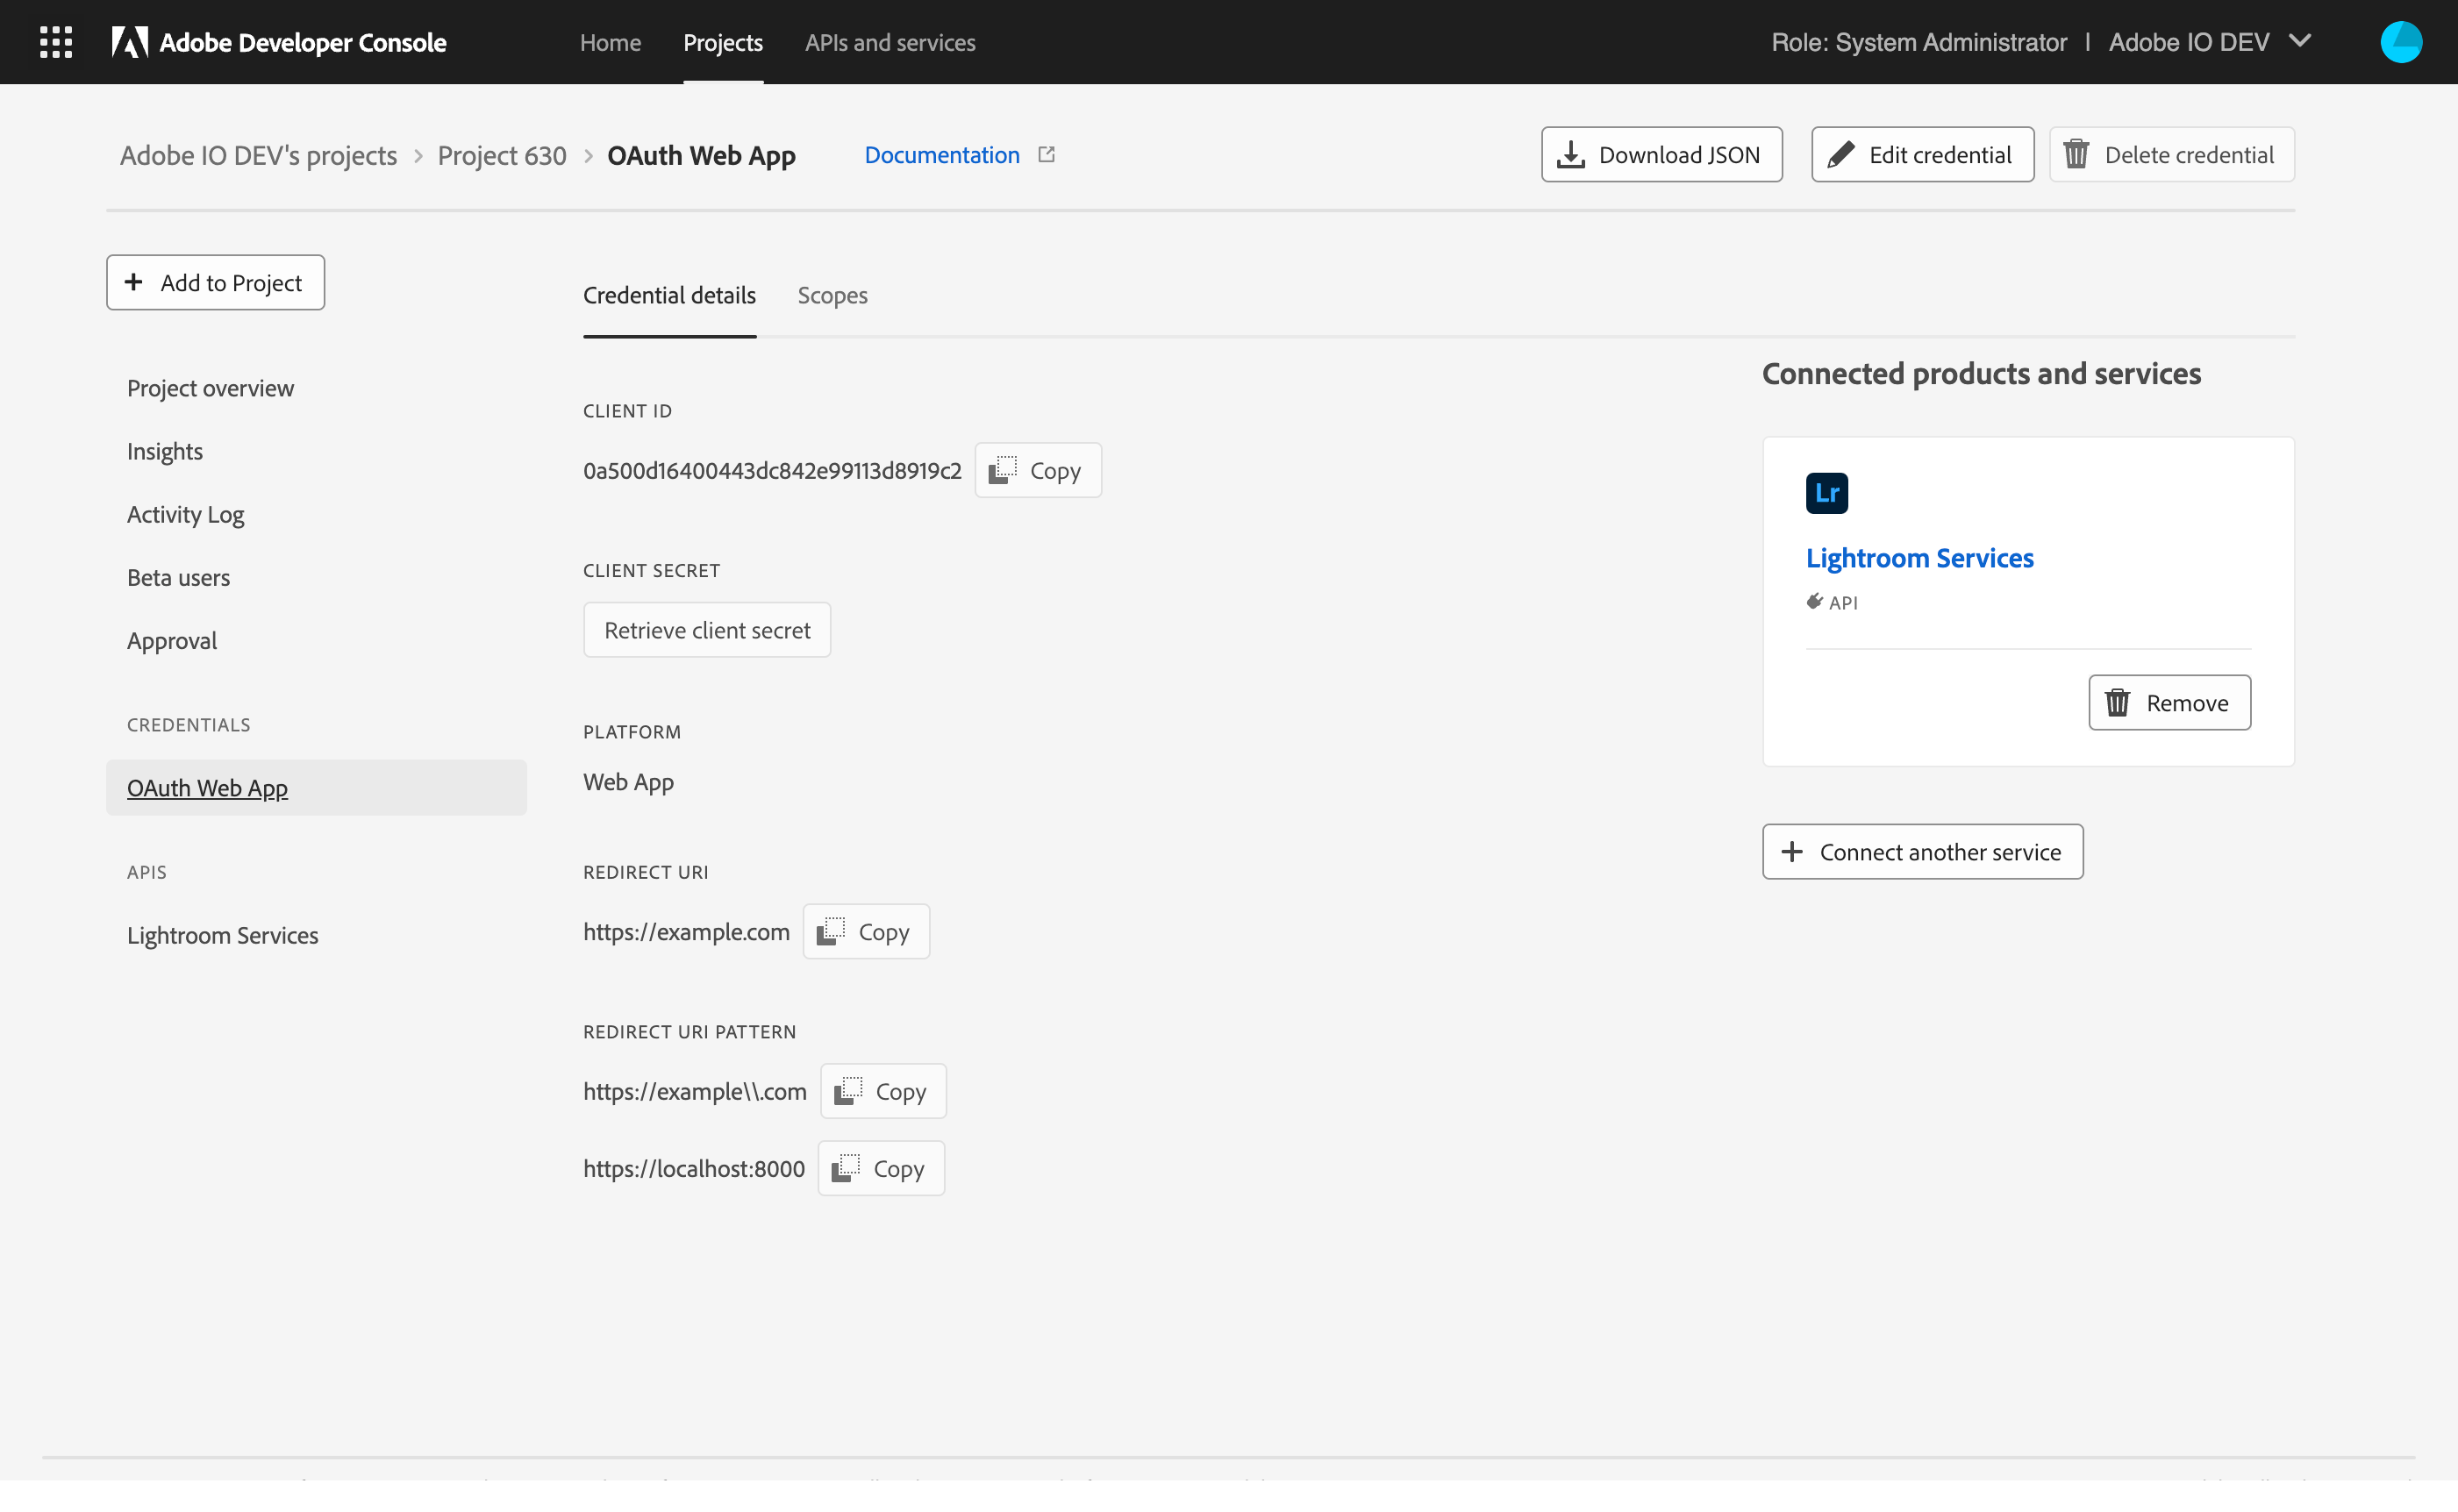 Adobe Developer Console
Home
Projects
APIs and services
Role: System Administrator | Adobe IO DEV
Adobe IO DEV's projects > Project 630 > OAuth Web App
Documentation
Download JSON
Edit credential
Delete credential
+ Add to Project
Project overview
Insights
Activity Log
Beta users
Approval
CREDENTIALS
OAuth Web App
APIS
Lightroom Services
Credential details
Scopes
CLIENT ID
0a500d16400443dc842e99113d8919c2
Copy
CLIENT SECRET
Retrieve client secret
PLATFORM
Web App
REDIRECT URI
https://example.com
Copy
REDIRECT URI PATTERN
https://example\\.com
Copy
https://localhost:8000
Copy
Connected products and services
Lr
Lightroom Services
API
Remove
+ Connect another service